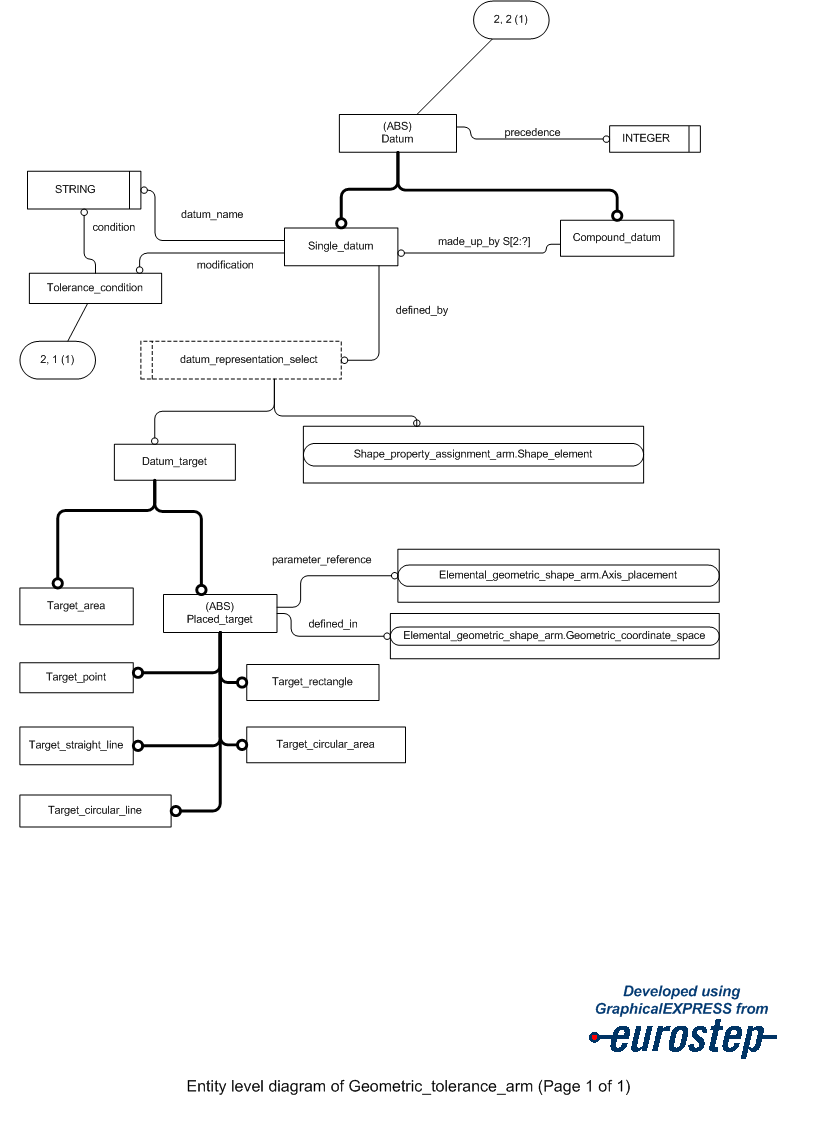 2, 2 (1)
(ABS)
Datum
precedence
INTEGER
STRING
datum_name
condition
Single_datum
made_up_by S[2:?]
Compound_datum
modification
Tolerance_condition
defined_by
2, 1 (1)
datum_representation_select
Datum_target
Shape_property_assignment_arm.Shape_element
parameter_reference
Elemental_geometric_shape_arm.Axis_placement
Target_area
(ABS)
Placed_target
defined_in
Elemental_geometric_shape_arm.Geometric_coordinate_space
Target_point
Target_rectangle
Target_straight_line
Target_circular_area
Target_circular_line
Developed using
GraphicalEXPRESS from
eurostep
Entity level diagram of Geometric_tolerance_arm (Page 1 of 1)